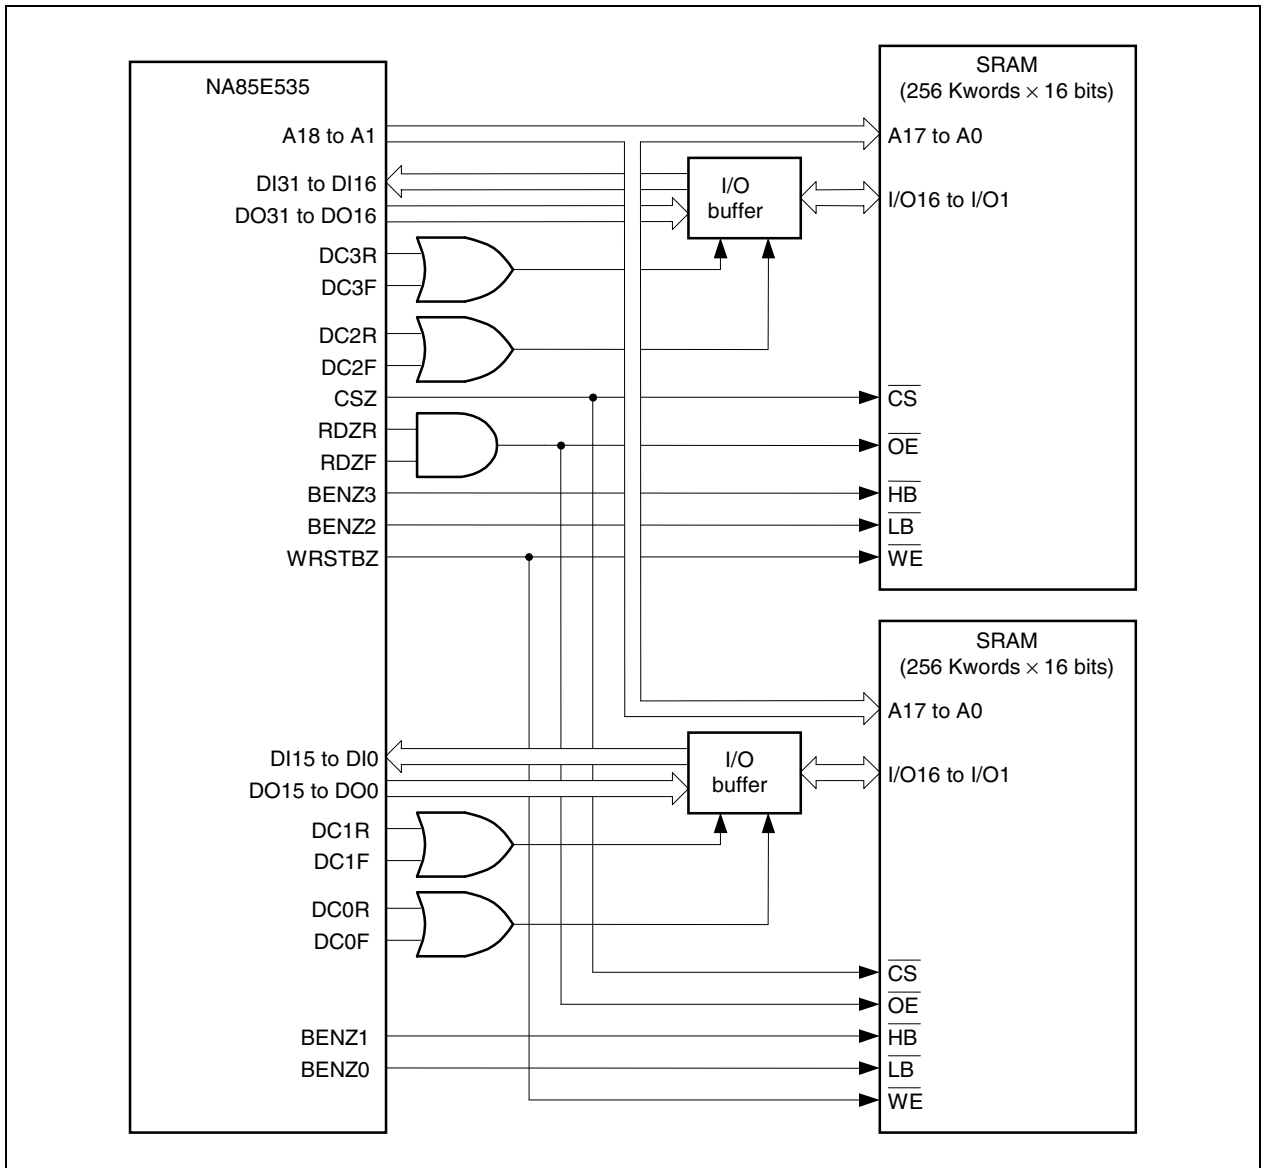 NA85E535
A18 to A1
DI31 to DI16
DO31 to DO16
DC3R
DC3F
DC2R
DC2F
CSZ
RDZR
RDZF
BENZ3
BENZ2
WRSTBZ
DI15 to DI0
DO15 to DO0
DC1R
DC1F
DC0R
DC0F
BENZ1
BENZ0
I/O
buffer
I/O
buffer
SRAM
(256 Kwords × 16 bits)
A17 to A0
I/O16 to I/O1
CS
OE
HB
LB
WE
SRAM
(256 Kwords × 16 bits)
A17 to A0
I/O16 to I/O1
CS
OE
HB
LB
WE